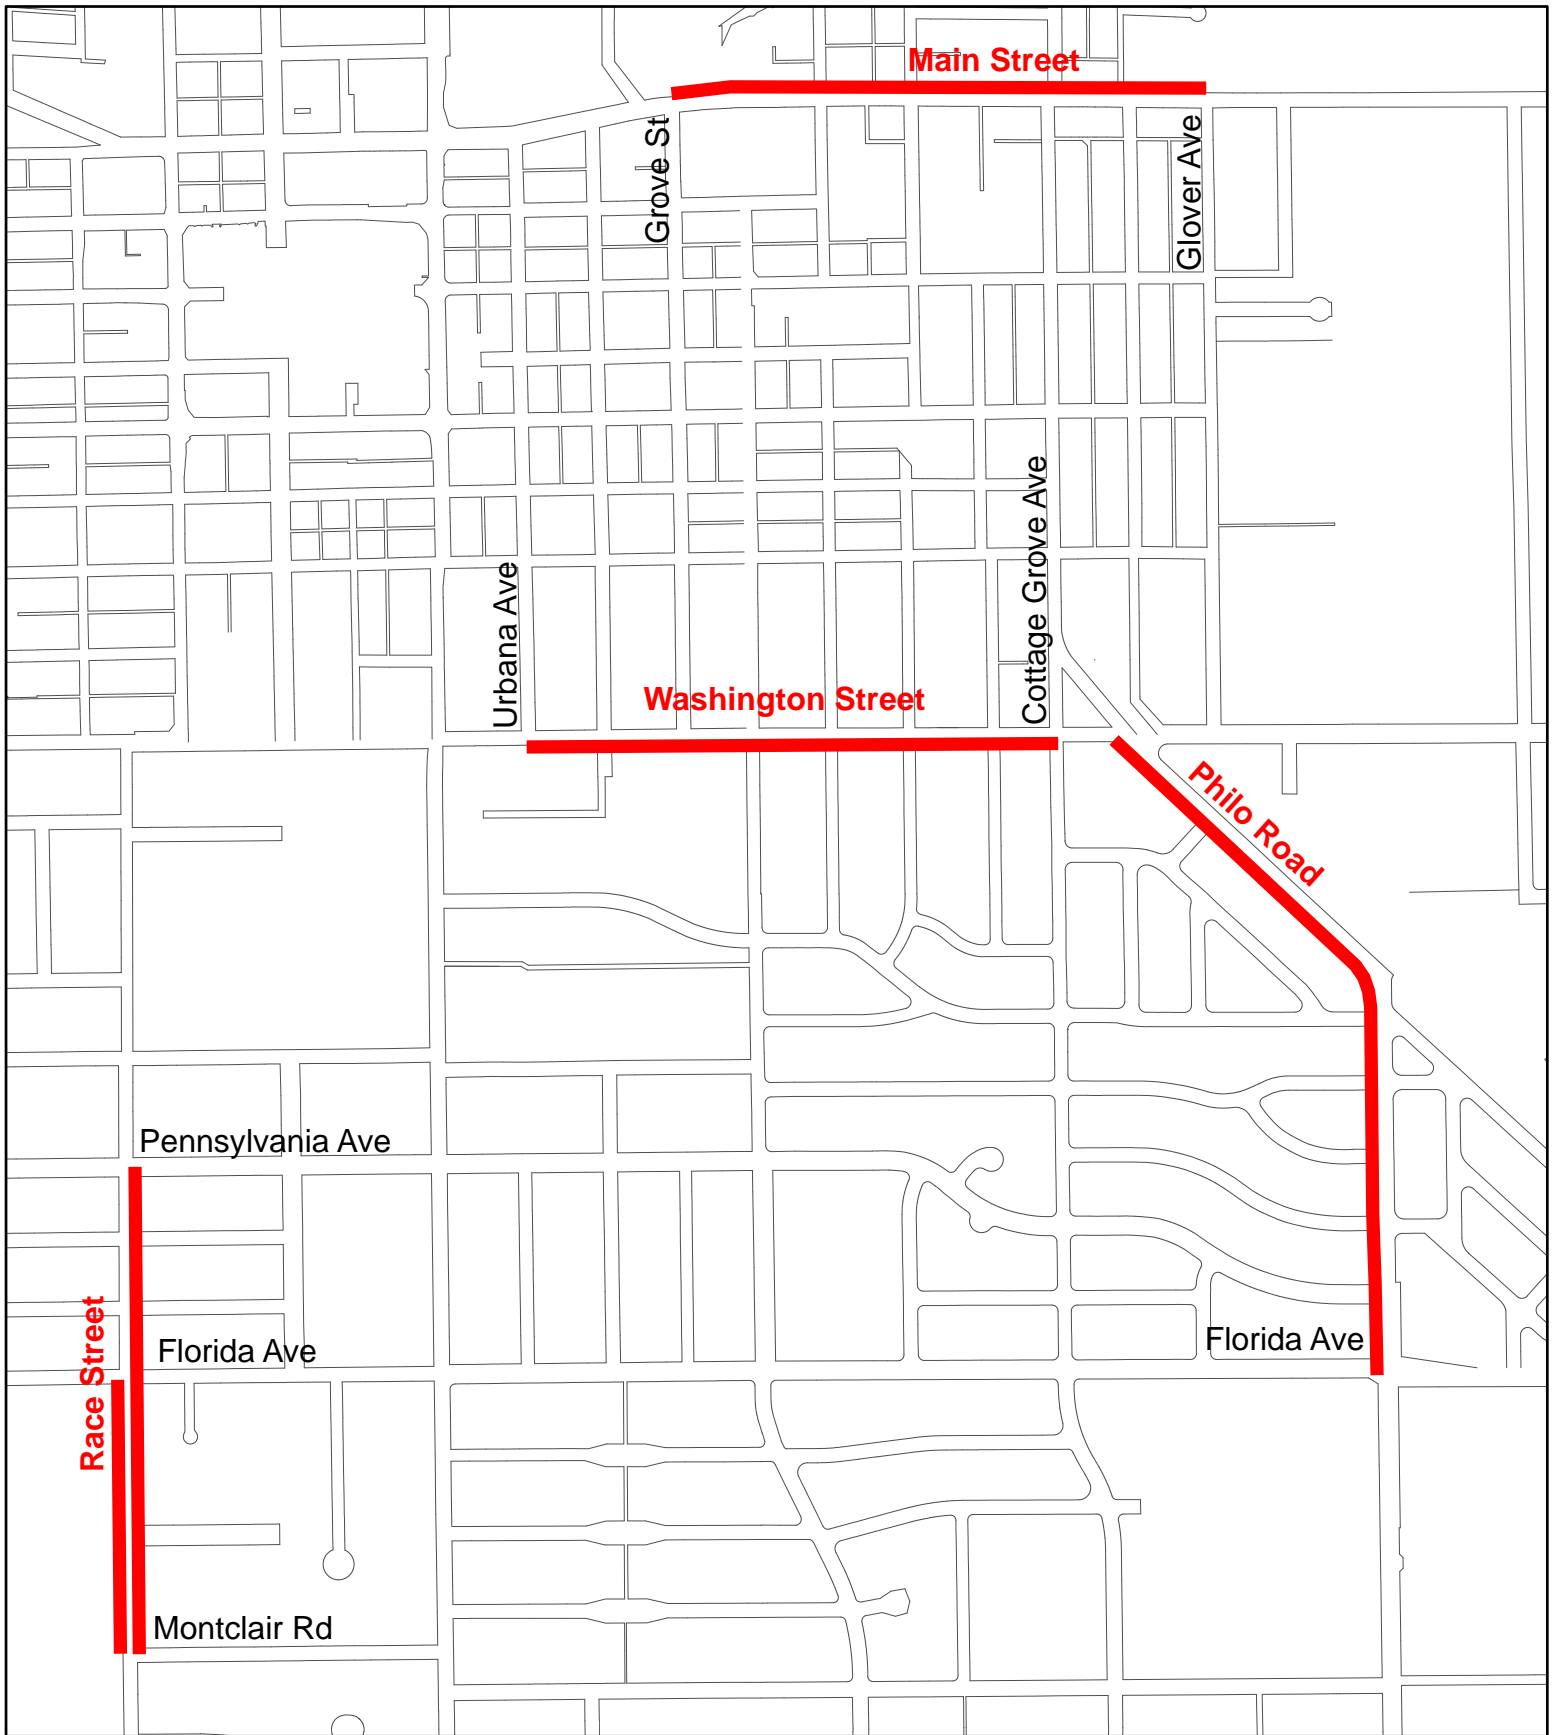 Main Street
Grove St
Glover Ave
Cottage Grove Ave
Urbana Ave
Washington Street
Philo Road
Pennsylvania Ave
Race Street
Florida Ave
Florida Ave
Montclair Rd